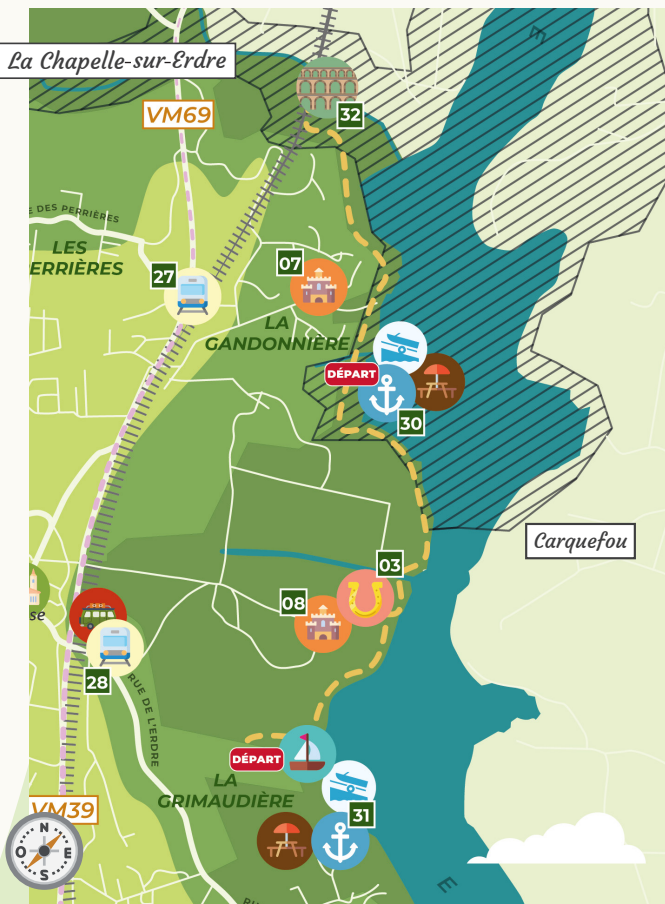 La Chapelle-sur-Erdre
E
VM69
32
E DES PERRIÈRES
LES
ERRIÈRES
27
07
LA
GANDONNIÈRE
DÉPART
30
Carquefou
03
08
se
28
RUE DE L'ERDRE
DÉPART
LA
GRIMAUDIÈRE
31
VM39
N
O
E
S
E
RU